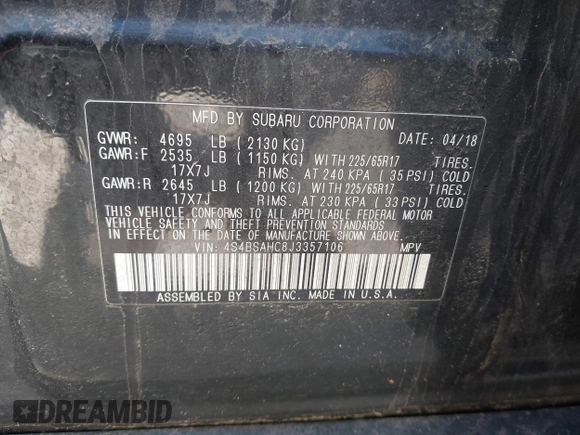 MFD. BY SUBARU CORPORATION
GVWR: 4695 LB ( 2130 KG) DATE: 04/18
GAWR:F 2535 LB ( 1150 KG) WITH 225/65R17 TIRES.
17X7J RIMS. AT 240 KPA ( 35 PSI) COLD
GAWR:R 2645 LB ( 1200 KG) WITH 225/65R17 TIRES.
17X7J RIMS. AT 230 KPA ( 33 PSI) COLD
THIS VEHICLE CONFORMS TO ALL APPLICABLE FEDERAL MOTOR
VEHICLE SAFETY, BUMPER, AND THEFT PREVENTION STANDARDS
IN EFFECT ON THE DATE OF MANUFACTURE SHOWN ABOVE.
VIN: 4S4BSAHC8J3357106 MPV
ASSEMBLED BY SIA INC. MADE IN U.S.A.
DREAMBID